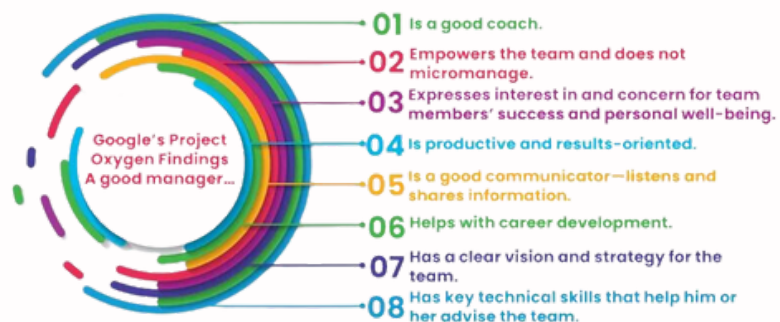 Google's Project
Oxygen Findings
A good manager...
01 Is a good coach.
02 Empowers the team and does not
micromanage.
03 Expresses interest in and concern for team
members' success and personal well-being.
04 Is productive and results-oriented.
05 Is a good communicator—listens and
shares information.
06 Helps with career development.
07 Has a clear vision and strategy for the
team.
08 Has key technical skills that help him or
her advise the team.